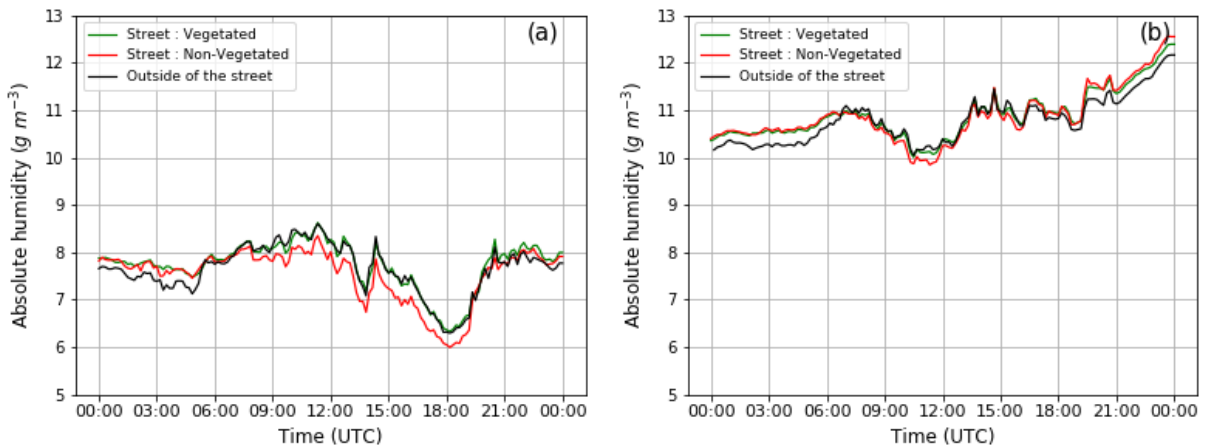 (a)
Street : Vegetated
Street : Non-Vegetated
Outside of the street
Absolute humidity (g m⁻³)
13
12
11
10
9
8
7
6
5
00:00 03:00 06:00 09:00 12:00 15:00 18:00 21:00 00:00
Time (UTC)
(b)
Street : Vegetated
Street : Non-Vegetated
Outside of the street
Absolute humidity (g m⁻³)
13
12
11
10
9
8
7
6
5
00:00 03:00 06:00 09:00 12:00 15:00 18:00 21:00 00:00
Time (UTC)